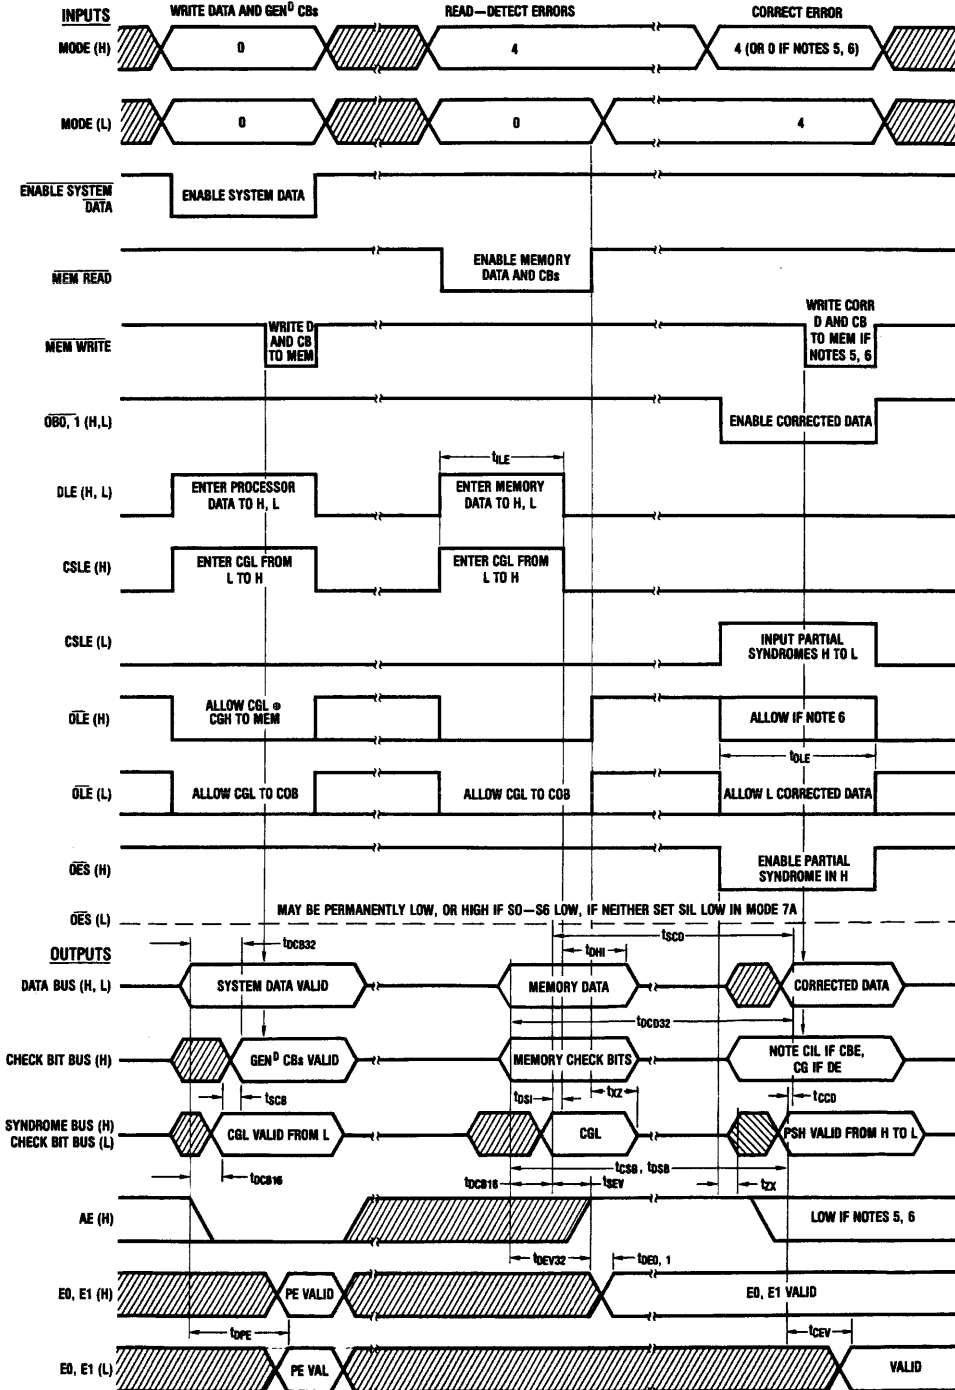 INPUTS
WRITE DATA AND GENᴰ CBs
READ—DETECT ERRORS
CORRECT ERROR
MODE (H)
0
4
4 (OR 0 IF NOTES 5, 6)
MODE (L)
0
0
4
ENABLE SYSTEM
DATA
ENABLE SYSTEM DATA
MEM READ
ENABLE MEMORY
DATA AND CBs
MEM WRITE
WRITE D
AND CB
TO MEM
WRITE CORR
D AND CB
TO MEM IF
NOTES 5, 6
OB0, 1 (H,L)
ENABLE CORRECTED DATA
tILE
DLE (H, L)
ENTER PROCESSOR
DATA TO H, L
ENTER MEMORY
DATA TO H, L
CSLE (H)
ENTER CGL FROM
L TO H
ENTER CGL FROM
L TO H
CSLE (L)
INPUT PARTIAL
SYNDROMES H TO L
OLE (H)
ALLOW CGL ⊕
CGH TO MEM
ALLOW IF NOTE 6
tOLE
OLE (L)
ALLOW CGL TO COB
ALLOW CGL TO COB
ALLOW L CORRECTED DATA
OES (H)
ENABLE PARTIAL
SYNDROME IN H
OES (L)
MAY BE PERMANENTLY LOW, OR HIGH IF S0—S6 LOW, IF NEITHER SET SIL LOW IN MODE 7A
OUTPUTS
tDCB32
tSCD
tDHI
DATA BUS (H, L)
SYSTEM DATA VALID
MEMORY DATA
CORRECTED DATA
tDCD32
CHECK BIT BUS (H)
GENᴰ CBs VALID
MEMORY CHECK BITS
NOTE CIL IF CBE,
CG IF DE
tSCB
tDSI
tXZ
tCCD
SYNDROME BUS (H)
CHECK BIT BUS (L)
CGL VALID FROM L
CGL
PSH VALID FROM H TO L
tDCB16
tDCB16
tCSB, tDSB
tSEV
tZX
AE (H)
LOW IF NOTES 5, 6
tDEV32
tDE0, 1
E0, E1 (H)
PE VALID
E0, E1 VALID
tDPE
tCEV
E0, E1 (L)
PE VAL
VALID